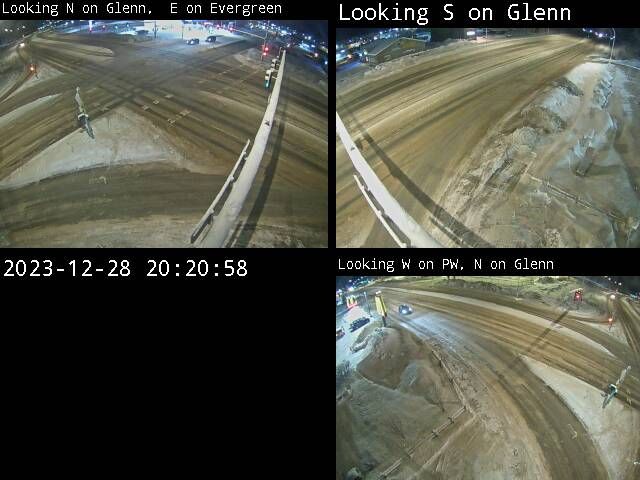 Looking N on Glenn,  E on Evergreen
Looking S on Glenn
2023-12-28 20:20:58
Looking W on PW, N on Glenn